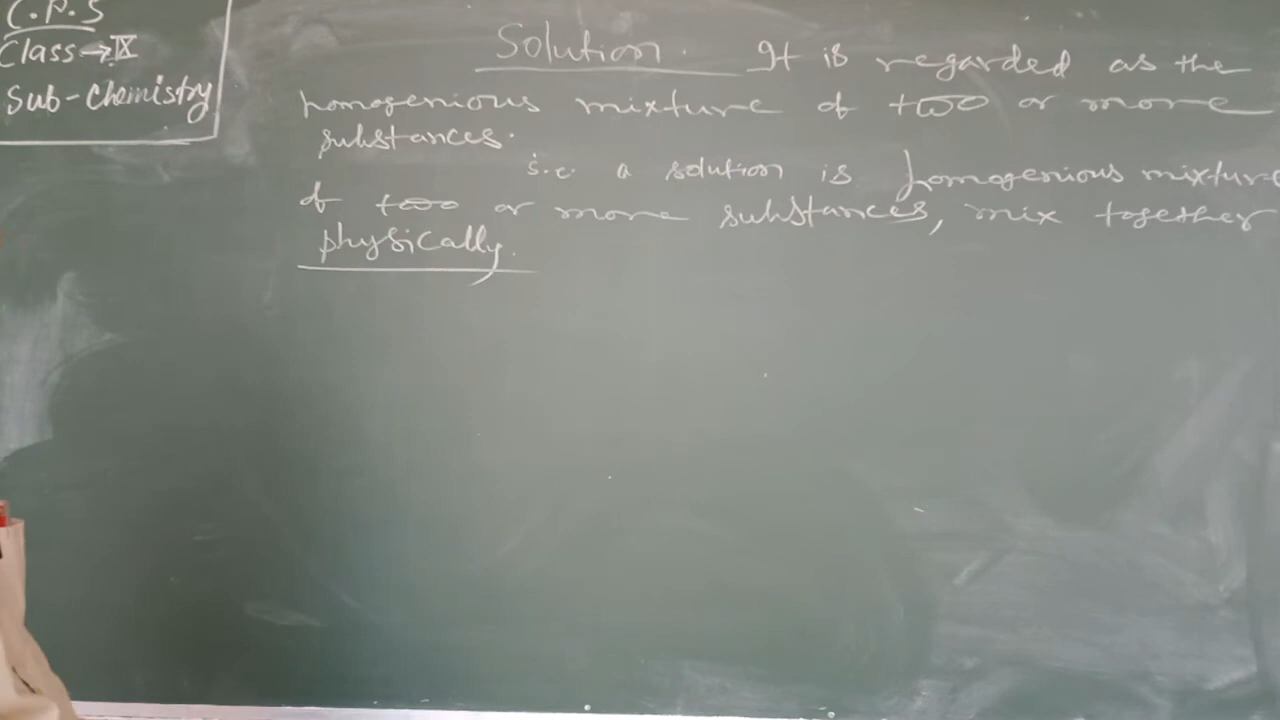 C.P.S
Class→IX
Sub-Chemistry
Solution. It is regarded as the
homogenious mixture of two or more
substances.
i.e. a solution is homogenious mixture
of two or more substances, mix together
physically.